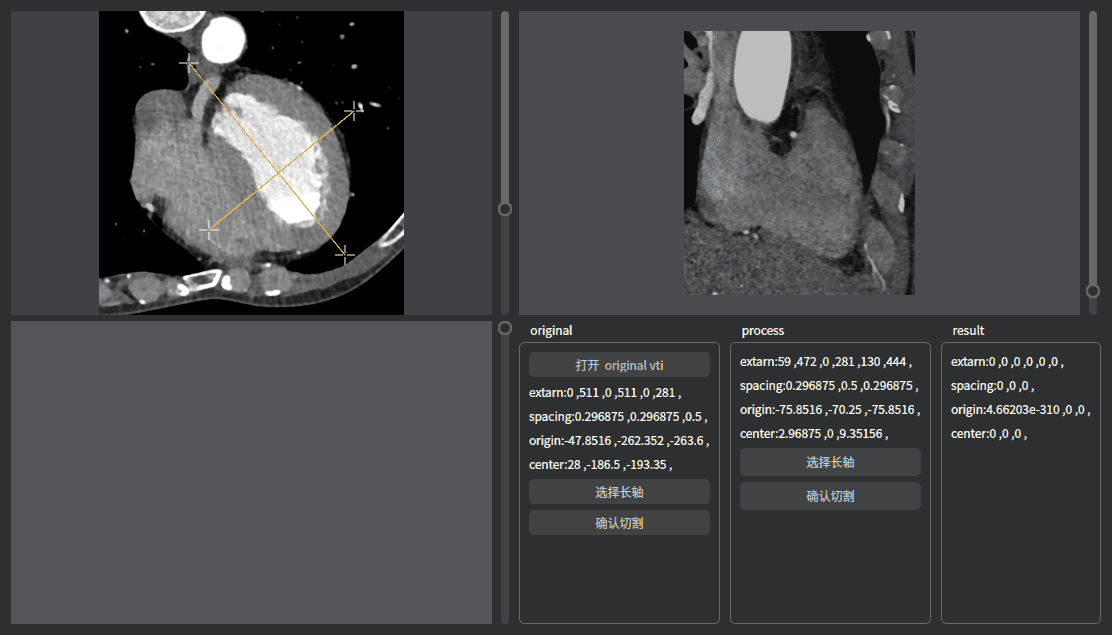 original
打开 original vti
extarn:0 ,511 ,0 ,511 ,0 ,281 ,
spacing:0.296875 ,0.296875 ,0.5 ,
origin:-47.8516 ,-262.352 ,-263.6 ,
center:28 ,-186.5 ,-193.35 ,
选择长轴
确认切割
process
extarn:59 ,472 ,0 ,281 ,130 ,444 ,
spacing:0.296875 ,0.5 ,0.296875 ,
origin:-75.8516 ,-70.25 ,-75.8516 ,
center:2.96875 ,0 ,9.35156 ,
选择长轴
确认切割
result
extarn:0 ,0 ,0 ,0 ,0 ,0 ,
spacing:0 ,0 ,0 ,
origin:4.66203e-310 ,0 ,0 ,
center:0 ,0 ,0 ,